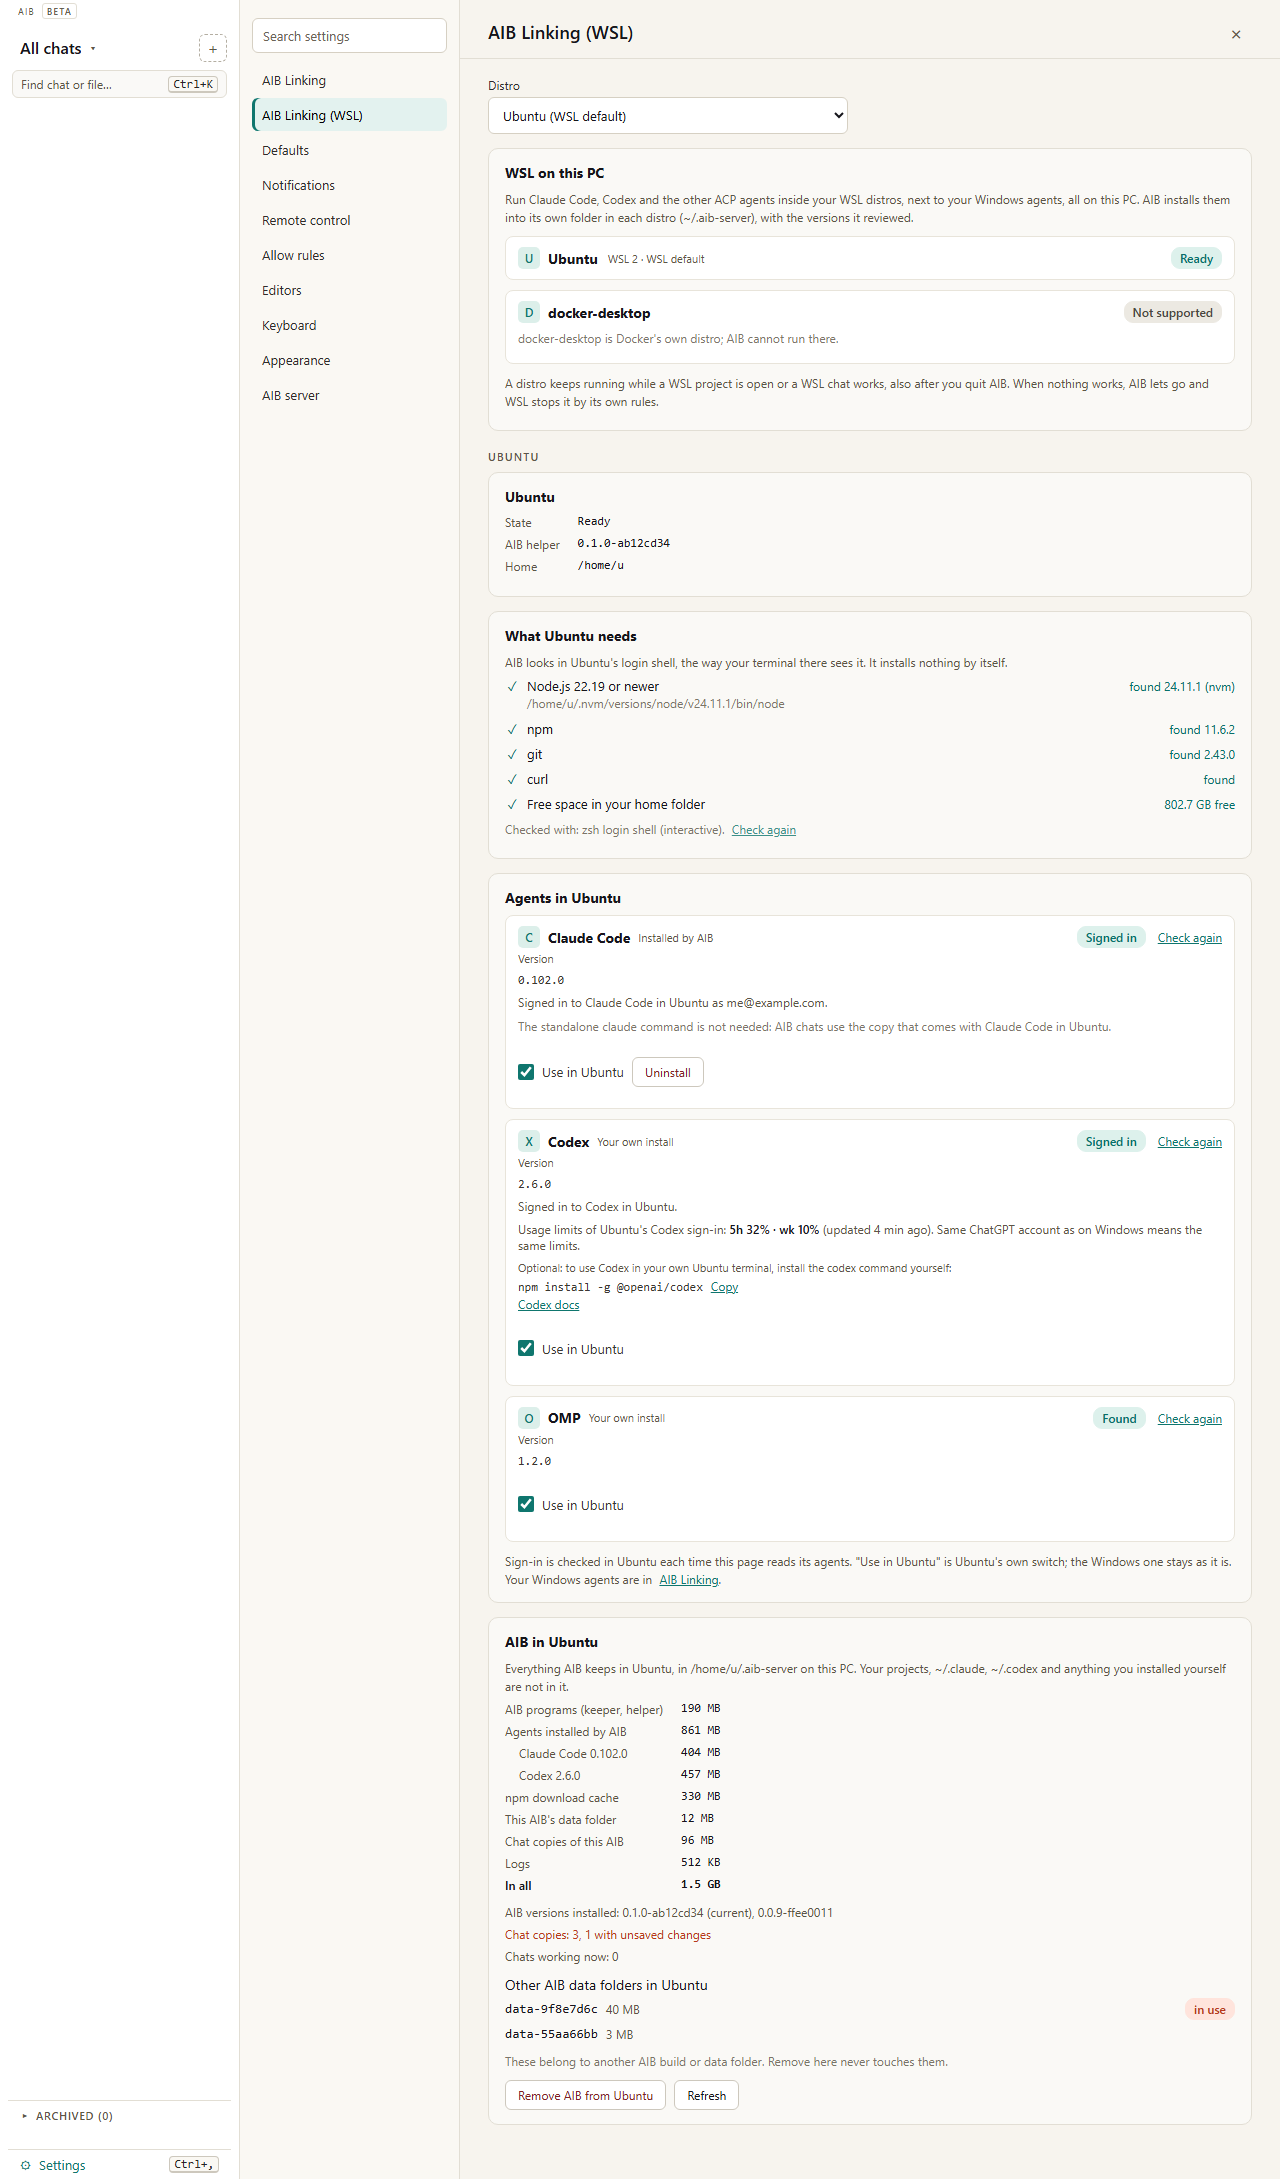 AIB BETA
All chats
+
Find chat or file... Ctrl+K
ARCHIVED (0)
Settings Ctrl+,
Search settings
AIB Linking
AIB Linking (WSL)
Defaults
Notifications
Remote control
Allow rules
Editors
Keyboard
Appearance
AIB server
AIB Linking (WSL) ×
Distro
Ubuntu (WSL default)
WSL on this PC
Run Claude Code, Codex and the other ACP agents inside your WSL distros, next to your Windows agents, all on this PC. AIB installs them
into its own folder in each distro (~/.aib-server), with the versions it reviewed.
U Ubuntu WSL 2 · WSL default Ready
D docker-desktop Not supported
docker-desktop is Docker's own distro; AIB cannot run there.
A distro keeps running while a WSL project is open or a WSL chat works, also after you quit AIB. When nothing works, AIB lets go and
WSL stops it by its own rules.
UBUNTU
Ubuntu
State Ready
AIB helper 0.1.0-ab12cd34
Home /home/u
What Ubuntu needs
AIB looks in Ubuntu's login shell, the way your terminal there sees it. It installs nothing by itself.
✓ Node.js 22.19 or newer found 24.11.1 (nvm)
/home/u/.nvm/versions/node/v24.11.1/bin/node
✓ npm found 11.6.2
✓ git found 2.43.0
✓ curl found
✓ Free space in your home folder 802.7 GB free
Checked with: zsh login shell (interactive). Check again
Agents in Ubuntu
C Claude Code Installed by AIB Signed in Check again
Version
0.102.0
Signed in to Claude Code in Ubuntu as me@example.com.
The standalone claude command is not needed: AIB chats use the copy that comes with Claude Code in Ubuntu.
Use in Ubuntu Uninstall
X Codex Your own install Signed in Check again
Version
2.6.0
Signed in to Codex in Ubuntu.
Usage limits of Ubuntu's Codex sign-in: 5h 32% · wk 10% (updated 4 min ago). Same ChatGPT account as on Windows means the
same limits.
Optional: to use Codex in your own Ubuntu terminal, install the codex command yourself:
npm install -g @openai/codex Copy
Codex docs
Use in Ubuntu
O OMP Your own install Found Check again
Version
1.2.0
Use in Ubuntu
Sign-in is checked in Ubuntu each time this page reads its agents. "Use in Ubuntu" is Ubuntu's own switch; the Windows one stays as it is.
Your Windows agents are in AIB Linking.
AIB in Ubuntu
Everything AIB keeps in Ubuntu, in /home/u/.aib-server on this PC. Your projects, ~/.claude, ~/.codex and anything you installed yourself
are not in it.
AIB programs (keeper, helper) 190 MB
Agents installed by AIB 861 MB
Claude Code 0.102.0 404 MB
Codex 2.6.0 457 MB
npm download cache 330 MB
This AIB's data folder 12 MB
Chat copies of this AIB 96 MB
Logs 512 KB
In all 1.5 GB
AIB versions installed: 0.1.0-ab12cd34 (current), 0.0.9-ffee0011
Chat copies: 3, 1 with unsaved changes
Chats working now: 0
Other AIB data folders in Ubuntu
data-9f8e7d6c 40 MB in use
data-55aa66bb 3 MB
These belong to another AIB build or data folder. Remove here never touches them.
Remove AIB from Ubuntu Refresh